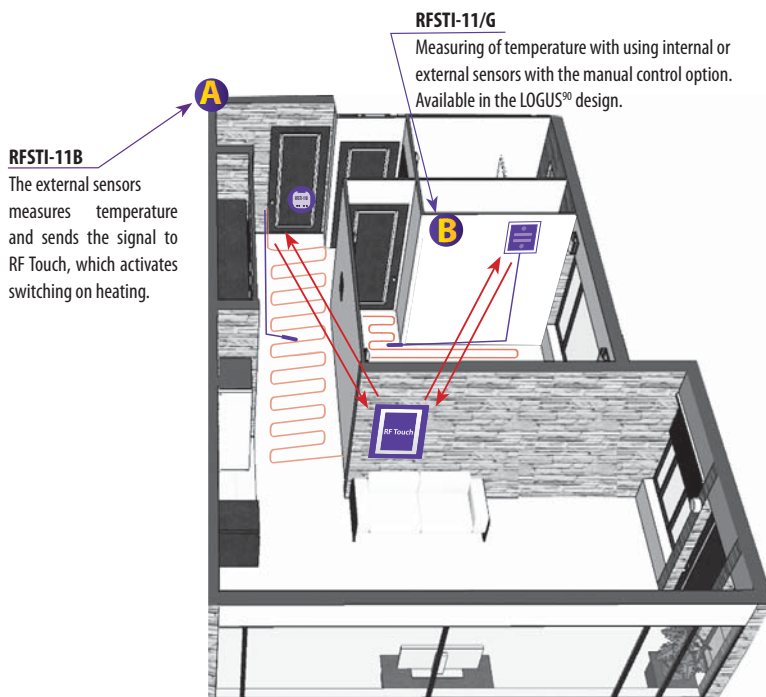 RFSTI-11/G
Measuring of temperature with using internal or
external sensors with the manual control option.
Available in the LOGUS⁹⁰ design.
A
RFSTI-11B
The external sensors
measures temperature
and sends the signal to
RF Touch, which activates
switching on heating.
B
RF Touch